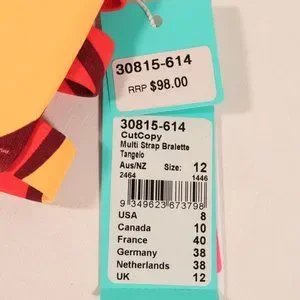 30815-614
RRP $98.00
30815-614
CutCopy
Multi Strap Bralette
Tangelo
Aus/NZ Size: 12
2464 1446
9 349623 673798
USA 8
Canada 10
France 40
Germany 38
Netherlands 38
UK 12